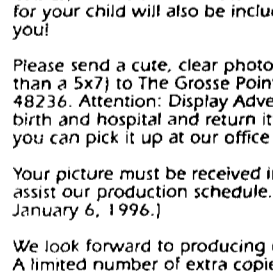 for your child will also be inclu
you!
Please send a cute, clear photo
than a 5x7) to The Grosse Poin
48236. Attention: Display Adve
birth and hospital and return it
you can pick it up at our office
Your picture must be received i
assist our production schedule.
January 6, 1996.)
We look forward to producing
A limited number of extra copie